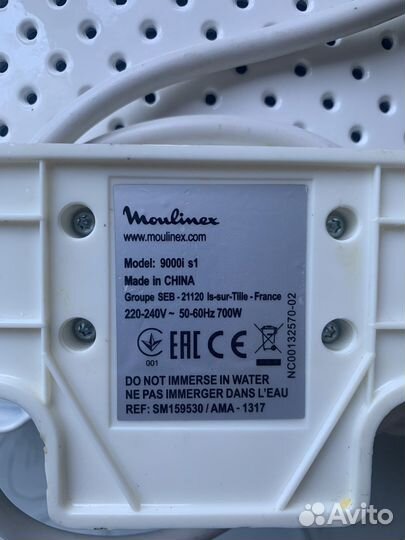 Moulinex
www.moulinex.com
Model: 9000i s1
Made in CHINA
Groupe SEB - 21120 Is-sur-Tille - France
220-240V ~ 50-60Hz 700W
001
EAC CE
NC00132570-02
DO NOT IMMERSE IN WATER
NE PAS IMMERGER DANS L'EAU
REF: SM159530 / AMA - 1317
Avito